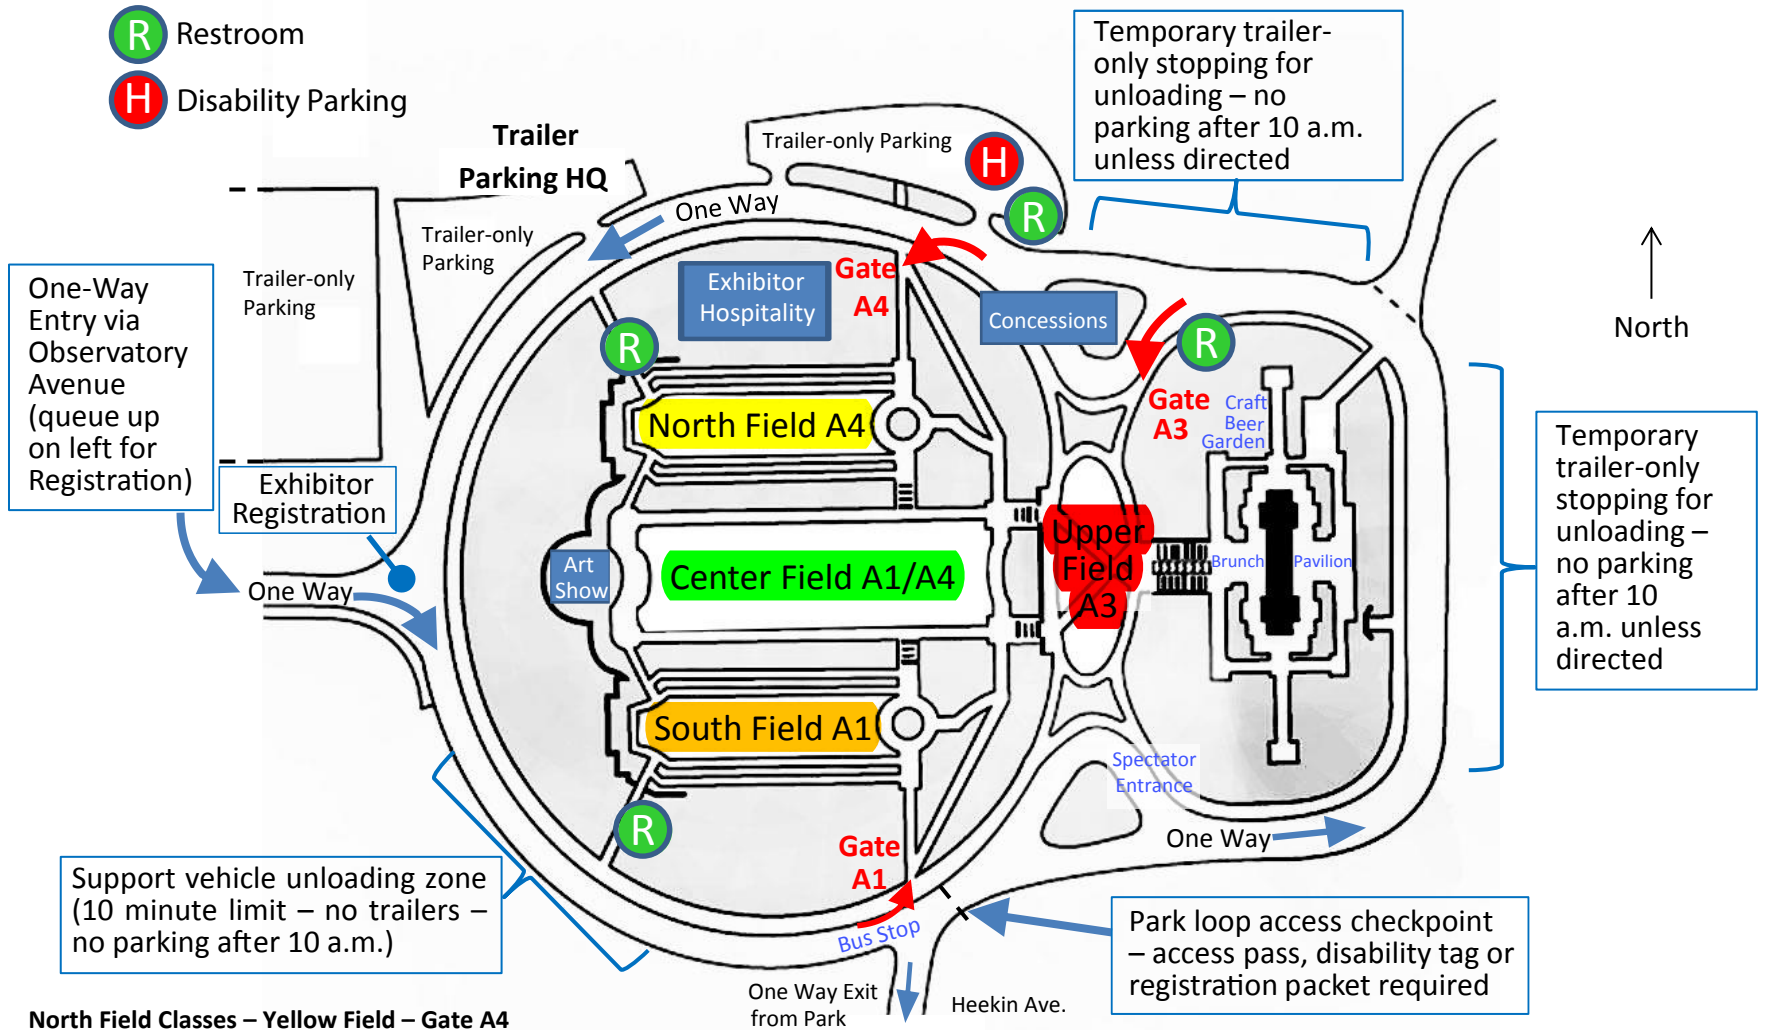 R Restroom
H Disability Parking
Trailer
Parking HQ
Trailer-only Parking
H
R
Temporary trailer-
only stopping for
unloading – no
parking after 10 a.m.
unless directed
One Way
Trailer-only
Parking
Trailer-only
Parking
One-Way
Entry via
Observatory
Avenue
(queue up
on left for
Registration)
Exhibitor
Hospitality
Gate
A4
Concessions
R
R
North
Gate
A3
Craft
Beer
Garden
North Field A4
Exhibitor
Registration
Temporary
trailer-only
stopping for
unloading –
no parking
after 10
a.m. unless
directed
One Way
Art
Show
Center Field A1/A4
Upper
Field
A3
Brunch
Pavilion
South Field A1
Spectator
Entrance
R
One Way
Gate
A1
Bus Stop
Support vehicle unloading zone
(10 minute limit – no trailers –
no parking after 10 a.m.)
Park loop access checkpoint
– access pass, disability tag or
registration packet required
One Way Exit
from Park
Heekin Ave.
North Field Classes – Yellow Field – Gate A4